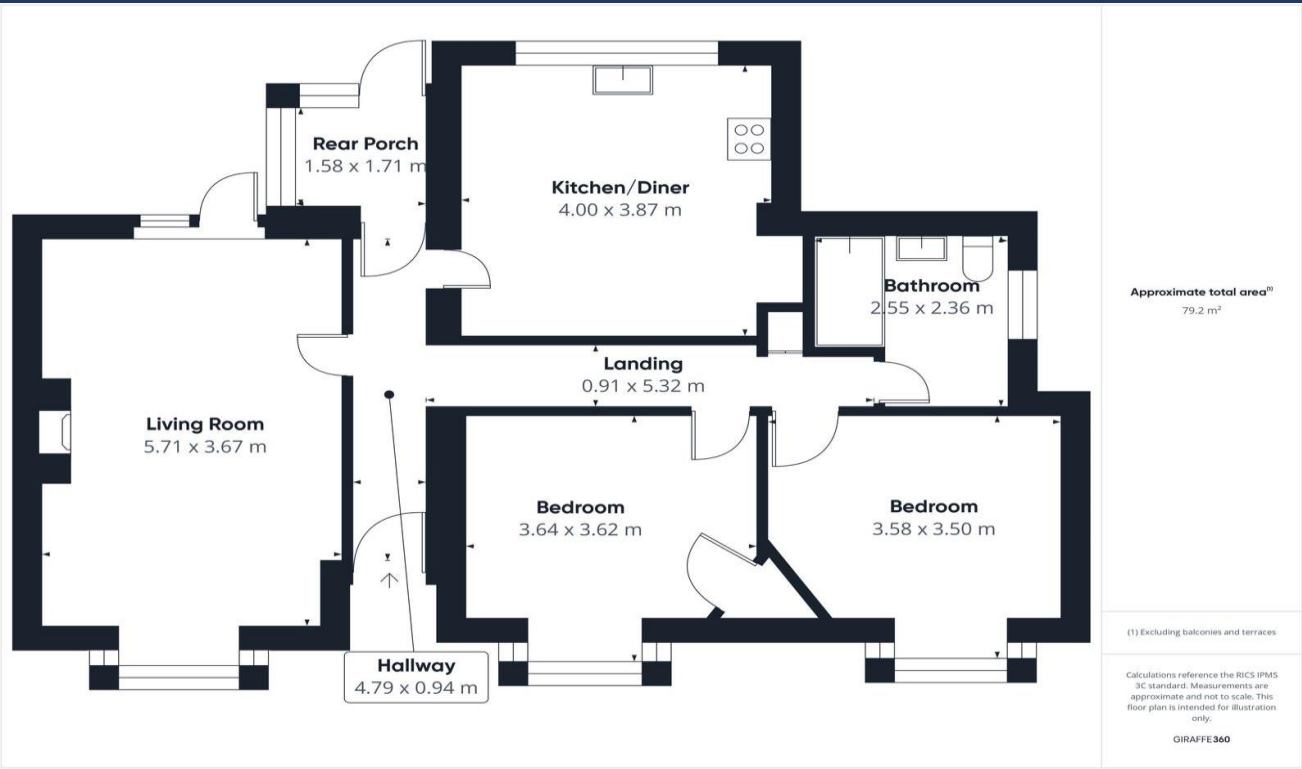 Rear Porch
1.58 x 1.71 m
Kitchen/Diner
4.00 x 3.87 m
Bathroom
2.55 x 2.36 m
Landing
0.91 x 5.32 m
Living Room
5.71 x 3.67 m
Bedroom
3.64 x 3.62 m
Bedroom
3.58 x 3.50 m
Hallway
4.79 x 0.94 m
Approximate total area(1)
79.2 m²
(1) Excluding balconies and terraces
Calculations reference the RICS IPMS
3C standard. Measurements are
approximate and not to scale. This
floor plan is intended for illustration
only.
GIRAFFE360